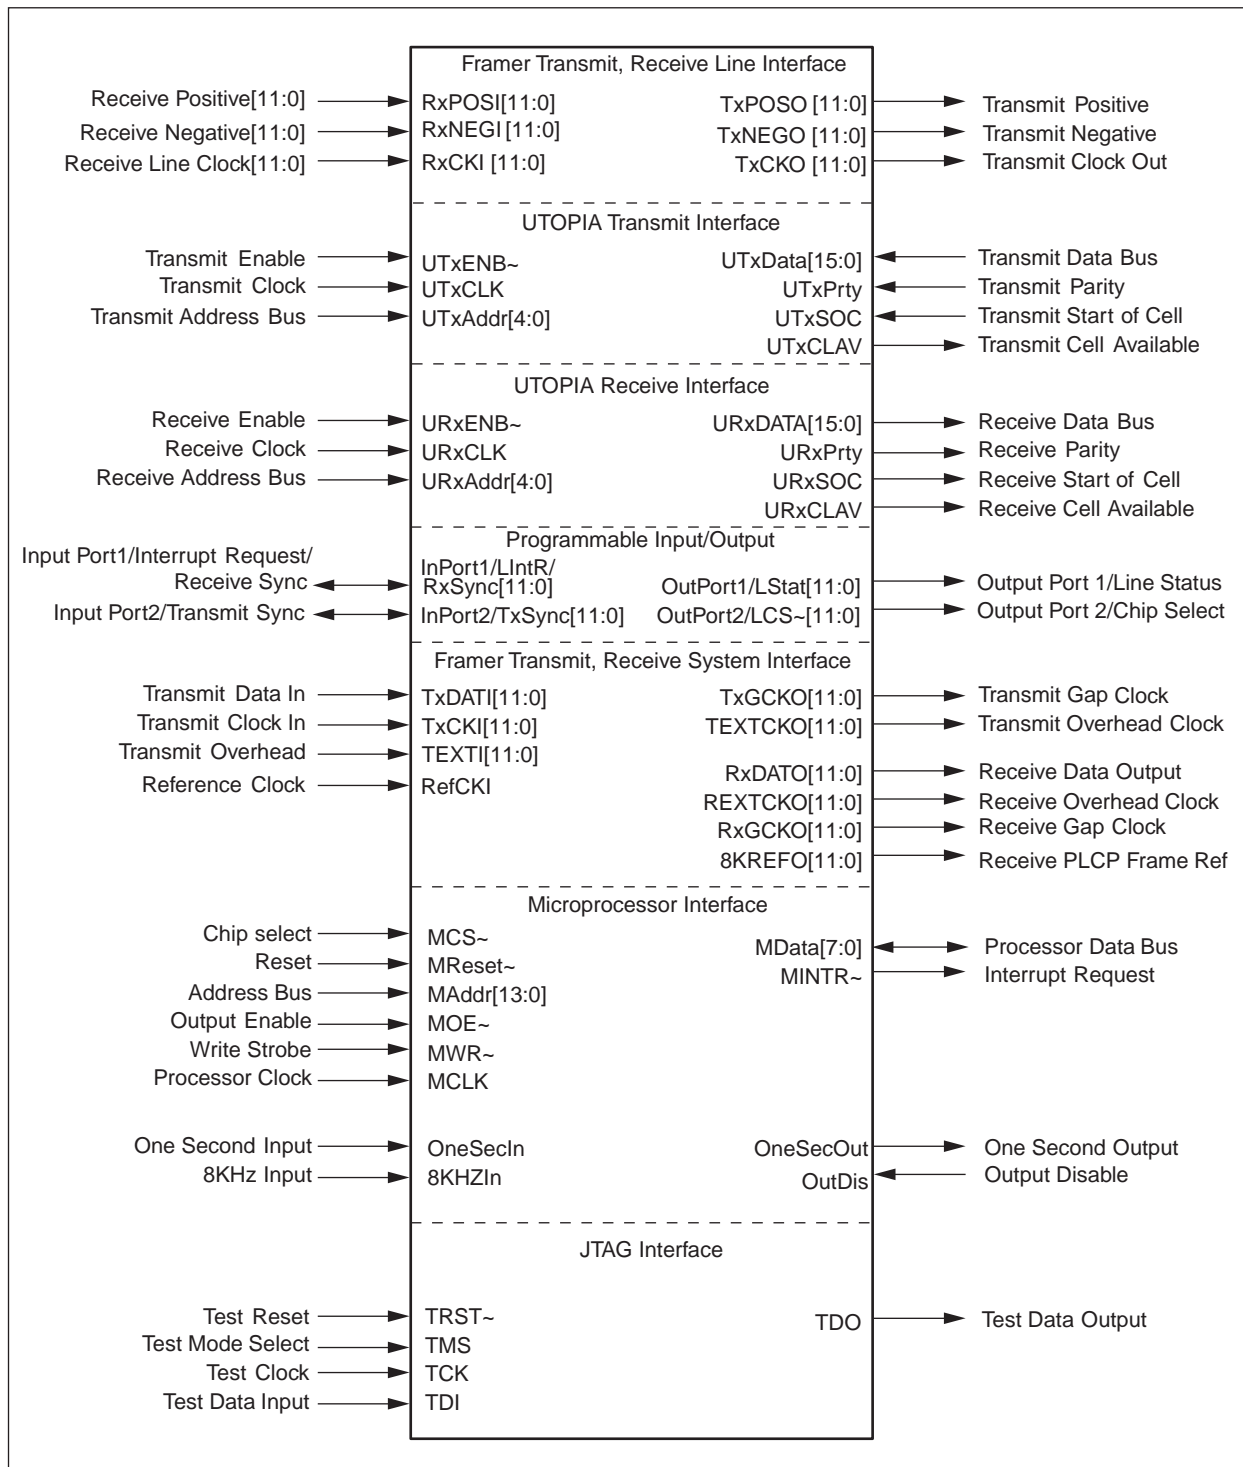 Framer Transmit, Receive Line Interface
Receive Positive[11:0] RxPOSI[11:0] TxPOSO [11:0] Transmit Positive
Receive Negative[11:0] RxNEGI [11:0] TxNEGO [11:0] Transmit Negative
Receive Line Clock[11:0] RxCKI [11:0] TxCKO [11:0] Transmit Clock Out
UTOPIA Transmit Interface
Transmit Enable UTxENB~ UTxData[15:0] Transmit Data Bus
Transmit Clock UTxCLK UTxPrty Transmit Parity
Transmit Address Bus UTxAddr[4:0] UTxSOC Transmit Start of Cell
UTxCLAV Transmit Cell Available
UTOPIA Receive Interface
Receive Enable URxENB~ URxDATA[15:0] Receive Data Bus
Receive Clock URxCLK URxPrty Receive Parity
Receive Address Bus URxAddr[4:0] URxSOC Receive Start of Cell
URxCLAV Receive Cell Available
Programmable Input/Output
Input Port1/Interrupt Request/ InPort1/LIntR/
Receive Sync RxSync[11:0] OutPort1/LStat[11:0] Output Port 1/Line Status
Input Port2/Transmit Sync InPort2/TxSync[11:0] OutPort2/LCS~[11:0] Output Port 2/Chip Select
Framer Transmit, Receive System Interface
Transmit Data In TxDATI[11:0] TxGCKO[11:0] Transmit Gap Clock
Transmit Clock In TxCKI[11:0] TEXTCKO[11:0] Transmit Overhead Clock
Transmit Overhead TEXTI[11:0]
RxDATO[11:0] Receive Data Output
Reference Clock RefCKI
REXTCKO[11:0] Receive Overhead Clock
RxGCKO[11:0] Receive Gap Clock
8KREFO[11:0] Receive PLCP Frame Ref
Microprocessor Interface
Chip select MCS~ MData[7:0] Processor Data Bus
Reset MReset~ MINTR~ Interrupt Request
Address Bus MAddr[13:0]
Output Enable MOE~
Write Strobe MWR~
Processor Clock MCLK
One Second Input OneSecIn OneSecOut One Second Output
8KHz Input 8KHZIn OutDis Output Disable
JTAG Interface
Test Reset TRST~ TDO Test Data Output
Test Mode Select TMS
Test Clock TCK
Test Data Input TDI